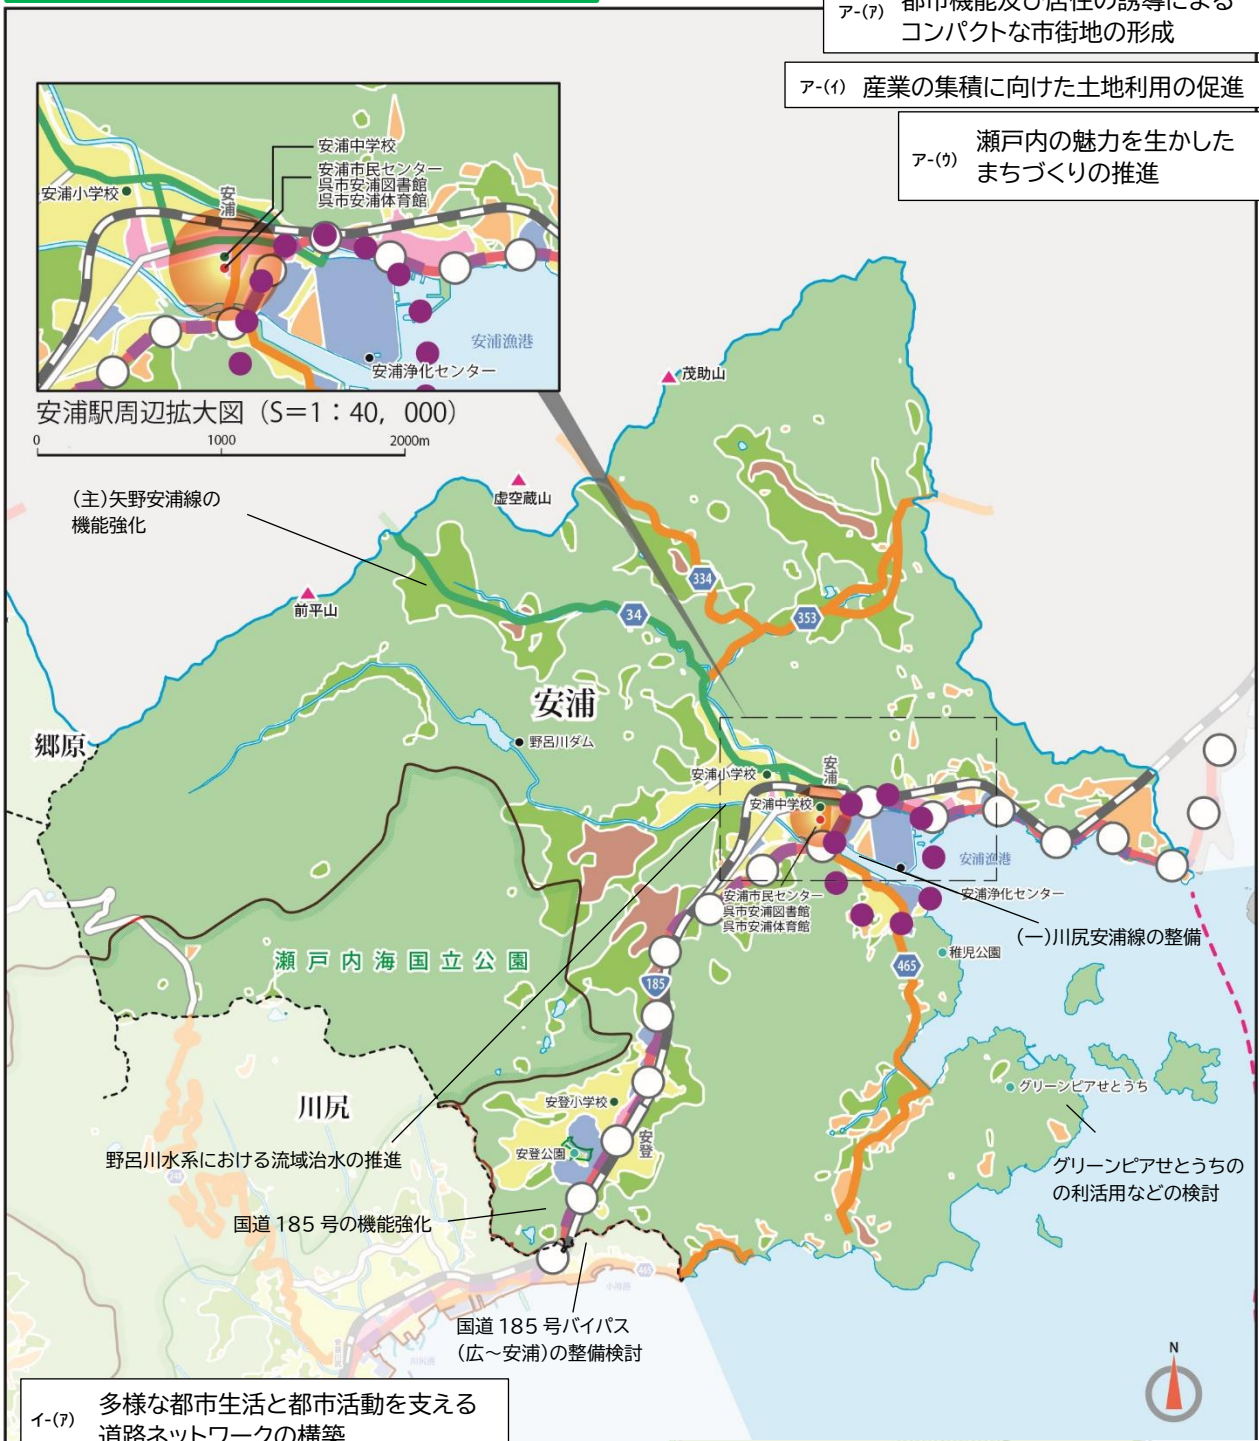 ア-(ア) 都市機能及び居住の誘導による
コンパクトな市街地の形成
ア-(イ) 産業の集積に向けた土地利用の促進
ア-(ウ) 瀬戸内の魅力を生かした
まちづくりの推進
安浦中学校
安浦市民センター
呉市安浦図書館
呉市安浦体育館
安浦小学校
安浦
安浦漁港
安浦浄化センター
安浦駅周辺拡大図（S＝1：40，000）
0 1000 2000m
茂助山
虚空蔵山
(主)矢野安浦線の
機能強化
前平山
334
34
353
安浦
郷原
野呂川ダム
安浦小学校
安浦
安浦中学校
安浦漁港
安浦市民センター
呉市安浦図書館
呉市安浦体育館
安浦浄化センター
(一)川尻安浦線の整備
稚児公園
瀬戸内海国立公園
465
185
グリーンピアせとうち
安登小学校
川尻
安登
安登公園
野呂川水系における流域治水の推進
グリーンピアせとうちの
の利活用などの検討
国道 185 号の機能強化
248
465
小用港
国道 185 号バイパス
(広～安浦)の整備検討
安芸川尻
川尻港
N
イ-(ア) 多様な都市生活と都市活動を支える
道路ネットワークの構築